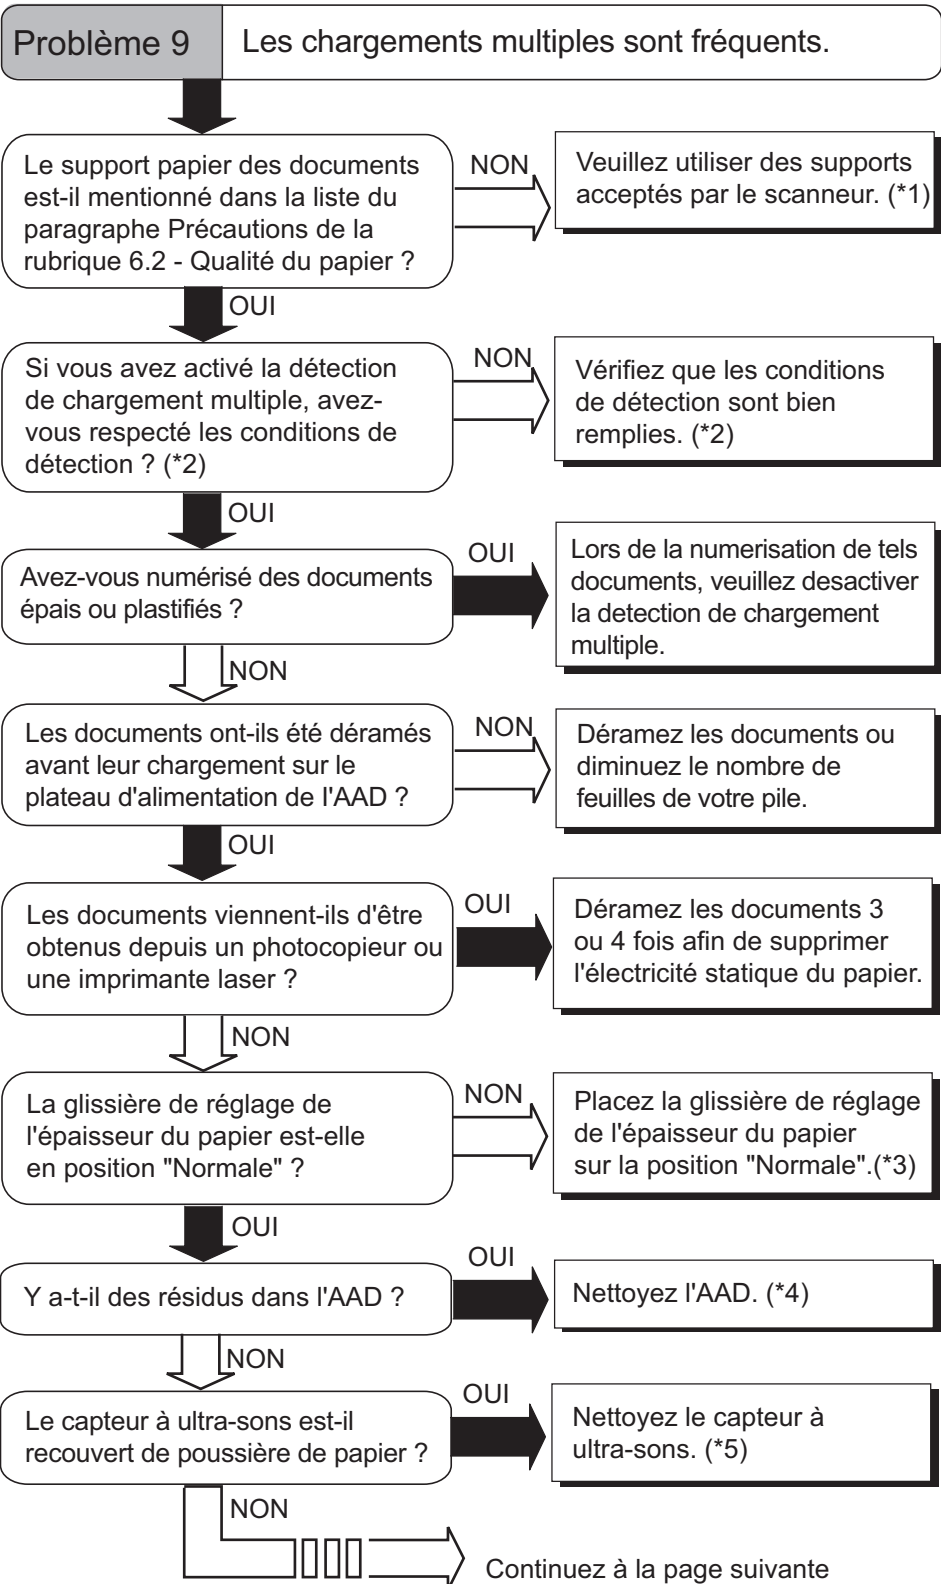 Problème 9
Les chargements multiples sont fréquents.
Le support papier des documents
est-il mentionné dans la liste du
paragraphe Précautions de la
rubrique 6.2 - Qualité du papier ?
NON
Veuillez utiliser des supports
acceptés par le scanneur. (*1)
OUI
Si vous avez activé la détection
de chargement multiple, avez-
vous respecté les conditions de
détection ? (*2)
NON
Vérifiez que les conditions
de détection sont bien
remplies. (*2)
OUI
Avez-vous numérisé des documents
épais ou plastifiés ?
OUI
Lors de la numerisation de tels
documents, veuillez desactiver
la detection de chargement
multiple.
NON
Les documents ont-ils été déramés
avant leur chargement sur le
plateau d'alimentation de l'AAD ?
NON
Déramez les documents ou
diminuez le nombre de
feuilles de votre pile.
OUI
Les documents viennent-ils d'être
obtenus depuis un photocopieur ou
une imprimante laser ?
OUI
Déramez les documents 3
ou 4 fois afin de supprimer
l'électricité statique du papier.
NON
La glissière de réglage de
l'épaisseur du papier est-elle
en position "Normale" ?
NON
Placez la glissière de réglage
de l'épaisseur du papier
sur la position "Normale".(*3)
OUI
Y a-t-il des résidus dans l'AAD ?
OUI
Nettoyez l'AAD. (*4)
NON
Le capteur à ultra-sons est-il
recouvert de poussière de papier ?
OUI
Nettoyez le capteur à
ultra-sons. (*5)
NON
Continuez à la page suivante